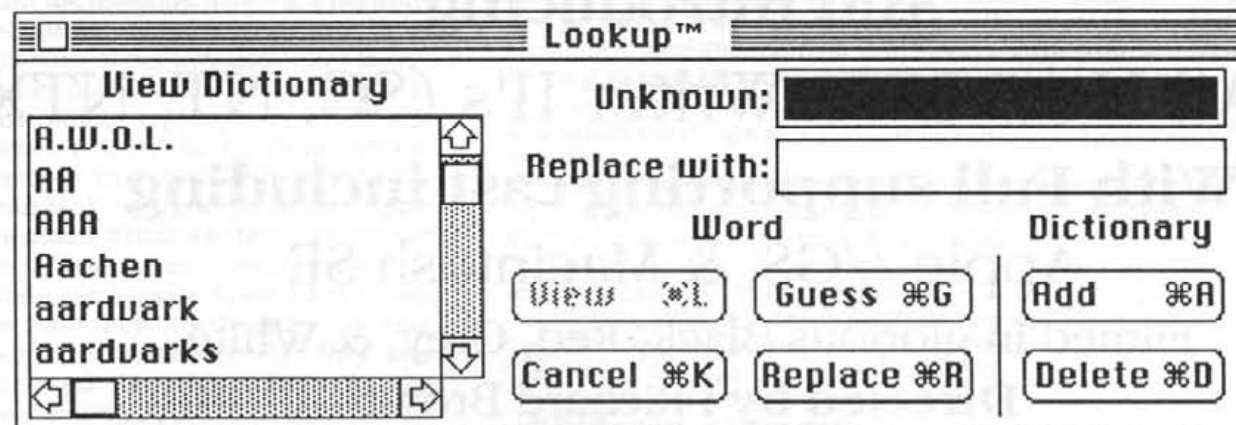 Lookup™
View Dictionary
A.W.O.L.
AA
AAA
Aachen
aardvark
aardvarks
Unknown:
Replace with:
Word
Dictionary
View ⌘L
Guess ⌘G
Add ⌘A
Cancel ⌘K
Replace ⌘R
Delete ⌘D